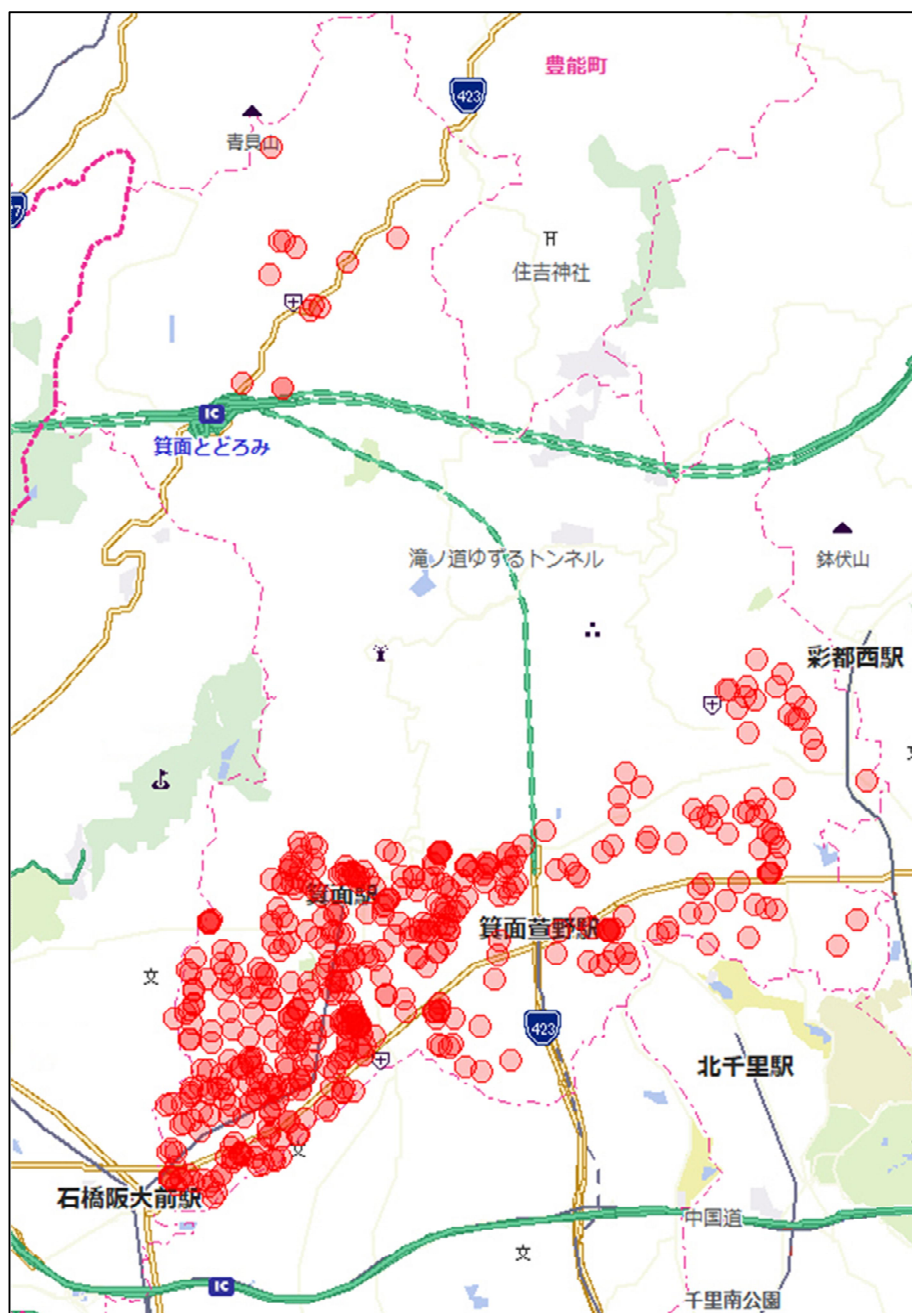 豊能町
423
青貝山
7
住吉神社
IC
箕面とどろみ
滝ノ道ゆずるトンネル
鉢伏山
彩都西駅
箕面駅
箕面萱野駅
文
文
423
北千里駅
文
石橋阪大前駅
中国道
文
IC
千里南公園